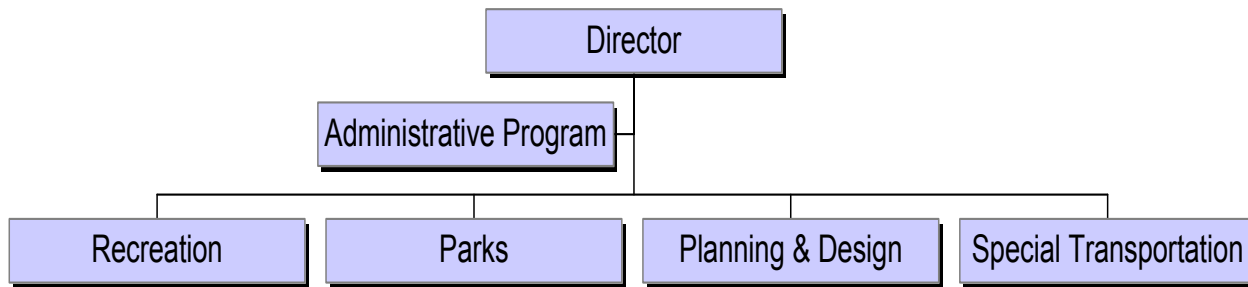 Director
Administrative Program
Recreation
Parks
Planning & Design
Special Transportation